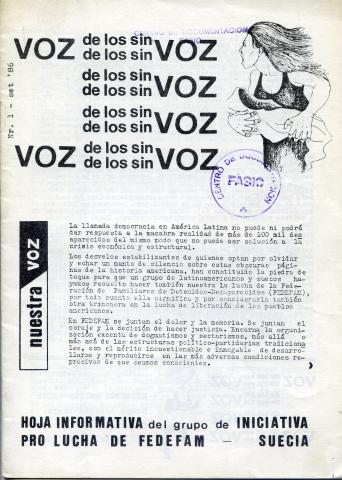 CENTRO DE DOCUMENTACION
FASIC
VOZ de los sin VOZ
de los sin
de los sin VOZ
de los sin
de los sin VOZ
de los sin
VOZ de los sin VOZ
de los sin
Nr. 1 - set '86
CENTRO DE DOCUMENTACION
FASIC
nuestra voz
La llamada democracia en América Latina no puede ni podrá
dar respuesta a la macabra realidad de más de 100 mil des
aparecidos del mismo modo que no puede dar solución a la
crisis económica y estructural.
Los desvelos establizantes de quienes optan por olvidar
y echar un manto de silencio sobre estas obscuras pági-
nas de la historia americana, han constituido la piedra de
toque para que un grupo de latinoamericanos y suecos ha-
yamos resuelto hacer también nuestra la lucha de la Fede-
ración de Familiares de Detenidos-Desaparecidos (FEDEFAM),
por todo cuanto ella significa y por considerarla también
otra trinchera en la lucha de liberación de los pueblos
americanos.
En FEDEFAM se juntan el dolor y la memoria. Se juntan el
coraje y la decisión de hacer justicia. Encarna la organi-
zación excenta de dogmatismos y sectarismos, más allá o
más acá de las estructuras político-partidarias tradiciona
les, con el mérito incuestionable e innegable de desarro-
llarse y reproducirse en las más adversas condiciones re-
presivas de que seamos conscientes.
HOJA INFORMATIVA del grupo de INICIATIVA
PRO LUCHA DE FEDEFAM — SUECIA